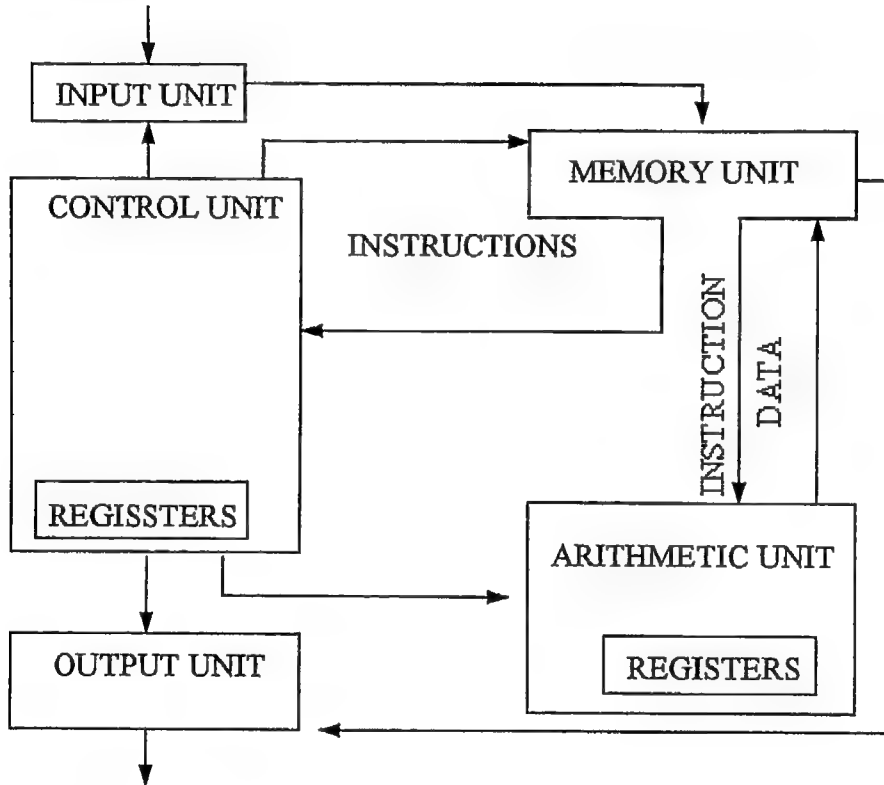 INPUT UNIT
MEMORY UNIT
CONTROL UNIT
INSTRUCTIONS
INSTRUCTION
DATA
REGISSTERS
ARITHMETIC UNIT
OUTPUT UNIT
REGISTERS